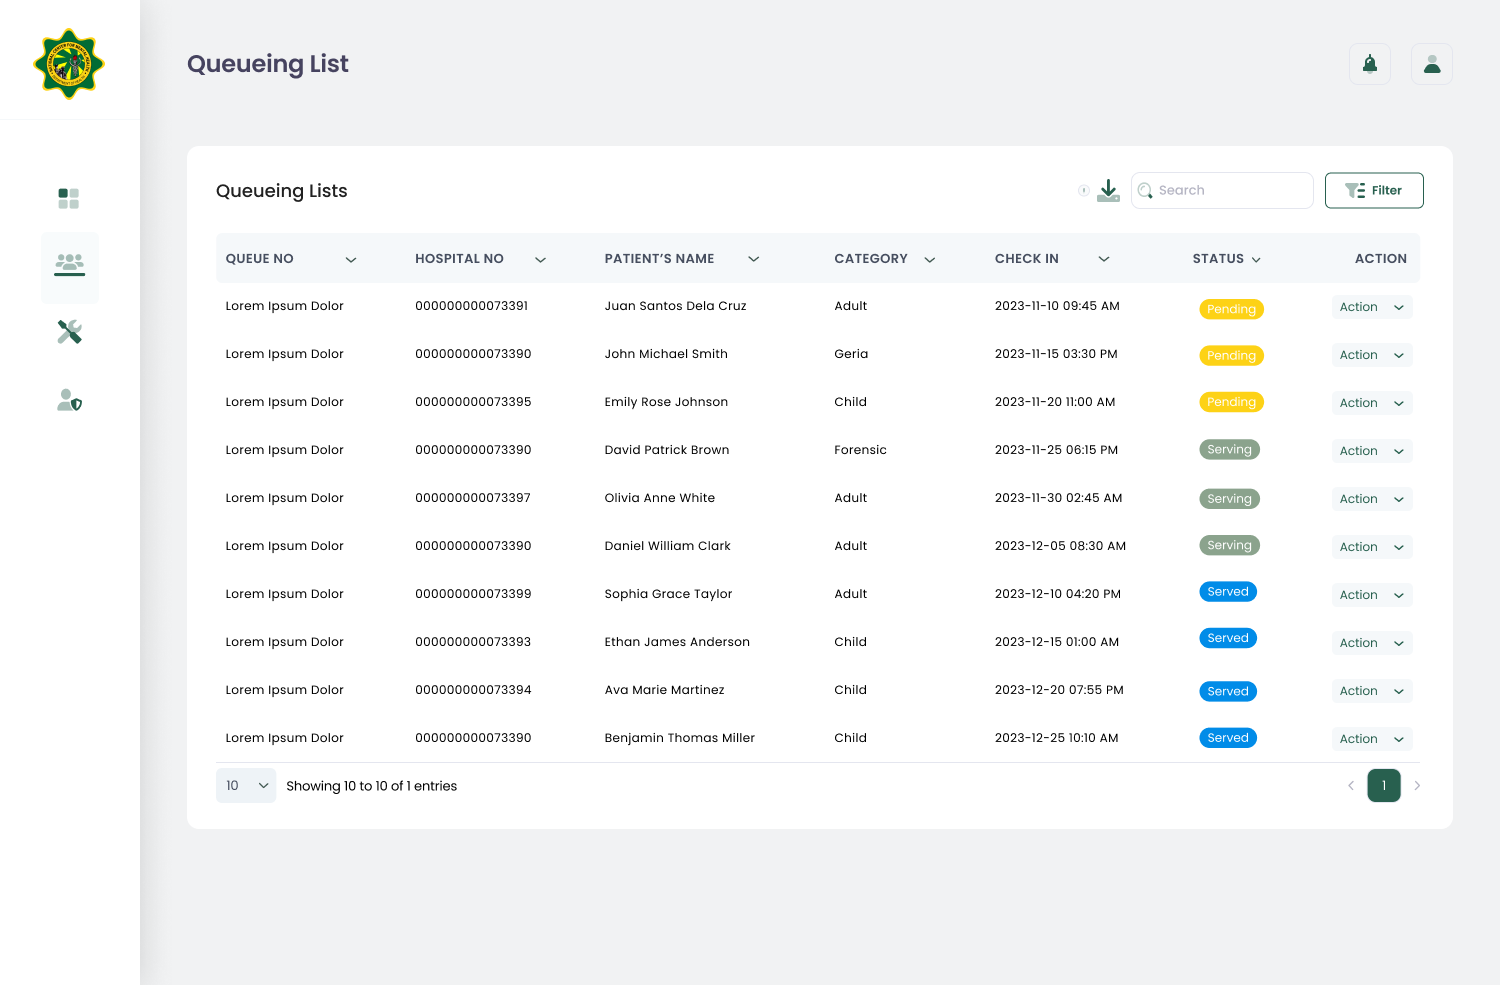 Queueing List
Queueing Lists
Search
Filter
QUEUE NO HOSPITAL NO PATIENT’S NAME CATEGORY CHECK IN STATUS ACTION
Lorem Ipsum Dolor 000000000073391 Juan Santos Dela Cruz Adult 2023-11-10 09:45 AM Pending Action
Lorem Ipsum Dolor 000000000073390 John Michael Smith Geria 2023-11-15 03:30 PM Pending Action
Lorem Ipsum Dolor 000000000073395 Emily Rose Johnson Child 2023-11-20 11:00 AM Pending Action
Lorem Ipsum Dolor 000000000073390 David Patrick Brown Forensic 2023-11-25 06:15 PM Serving Action
Lorem Ipsum Dolor 000000000073397 Olivia Anne White Adult 2023-11-30 02:45 AM Serving Action
Lorem Ipsum Dolor 000000000073390 Daniel William Clark Adult 2023-12-05 08:30 AM Serving Action
Lorem Ipsum Dolor 000000000073399 Sophia Grace Taylor Adult 2023-12-10 04:20 PM Served Action
Lorem Ipsum Dolor 000000000073393 Ethan James Anderson Child 2023-12-15 01:00 AM Served Action
Lorem Ipsum Dolor 000000000073394 Ava Marie Martinez Child 2023-12-20 07:55 PM Served Action
Lorem Ipsum Dolor 000000000073390 Benjamin Thomas Miller Child 2023-12-25 10:10 AM Served Action
10 Showing 10 to 10 of 1 entries 1